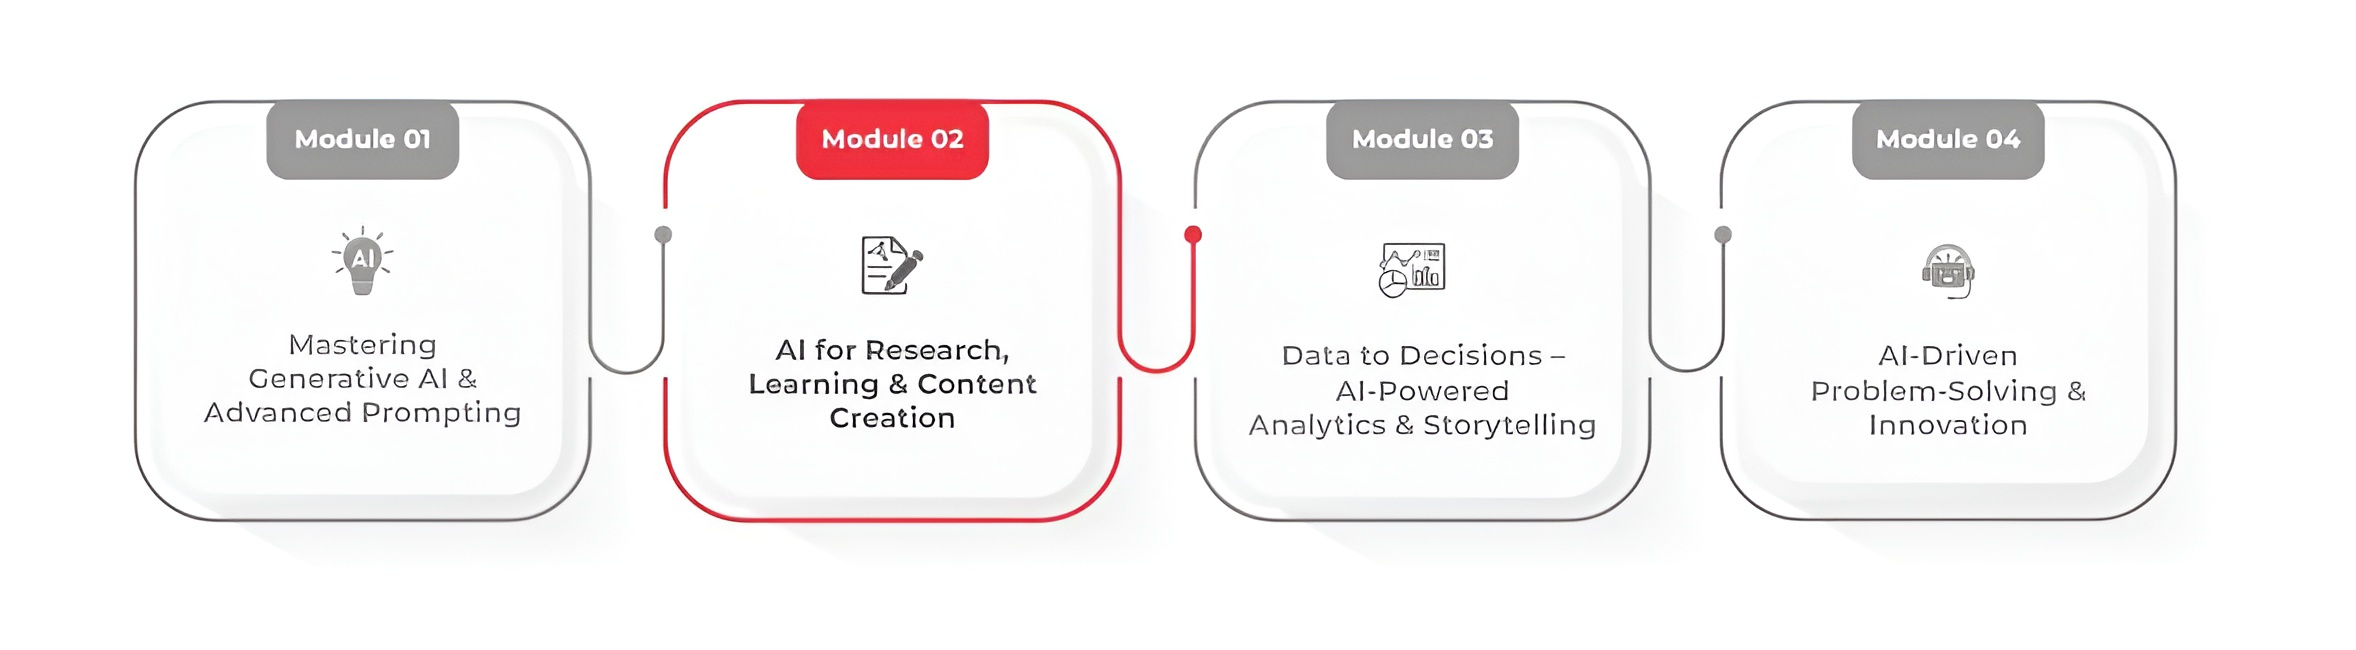 Module 01
AI
Mastering
Generative AI &
Advanced Prompting
Module 02
AI for Research,
Learning & Content
Creation
Module 03
Data to Decisions –
AI-Powered
Analytics & Storytelling
Module 04
AI-Driven
Problem-Solving &
Innovation